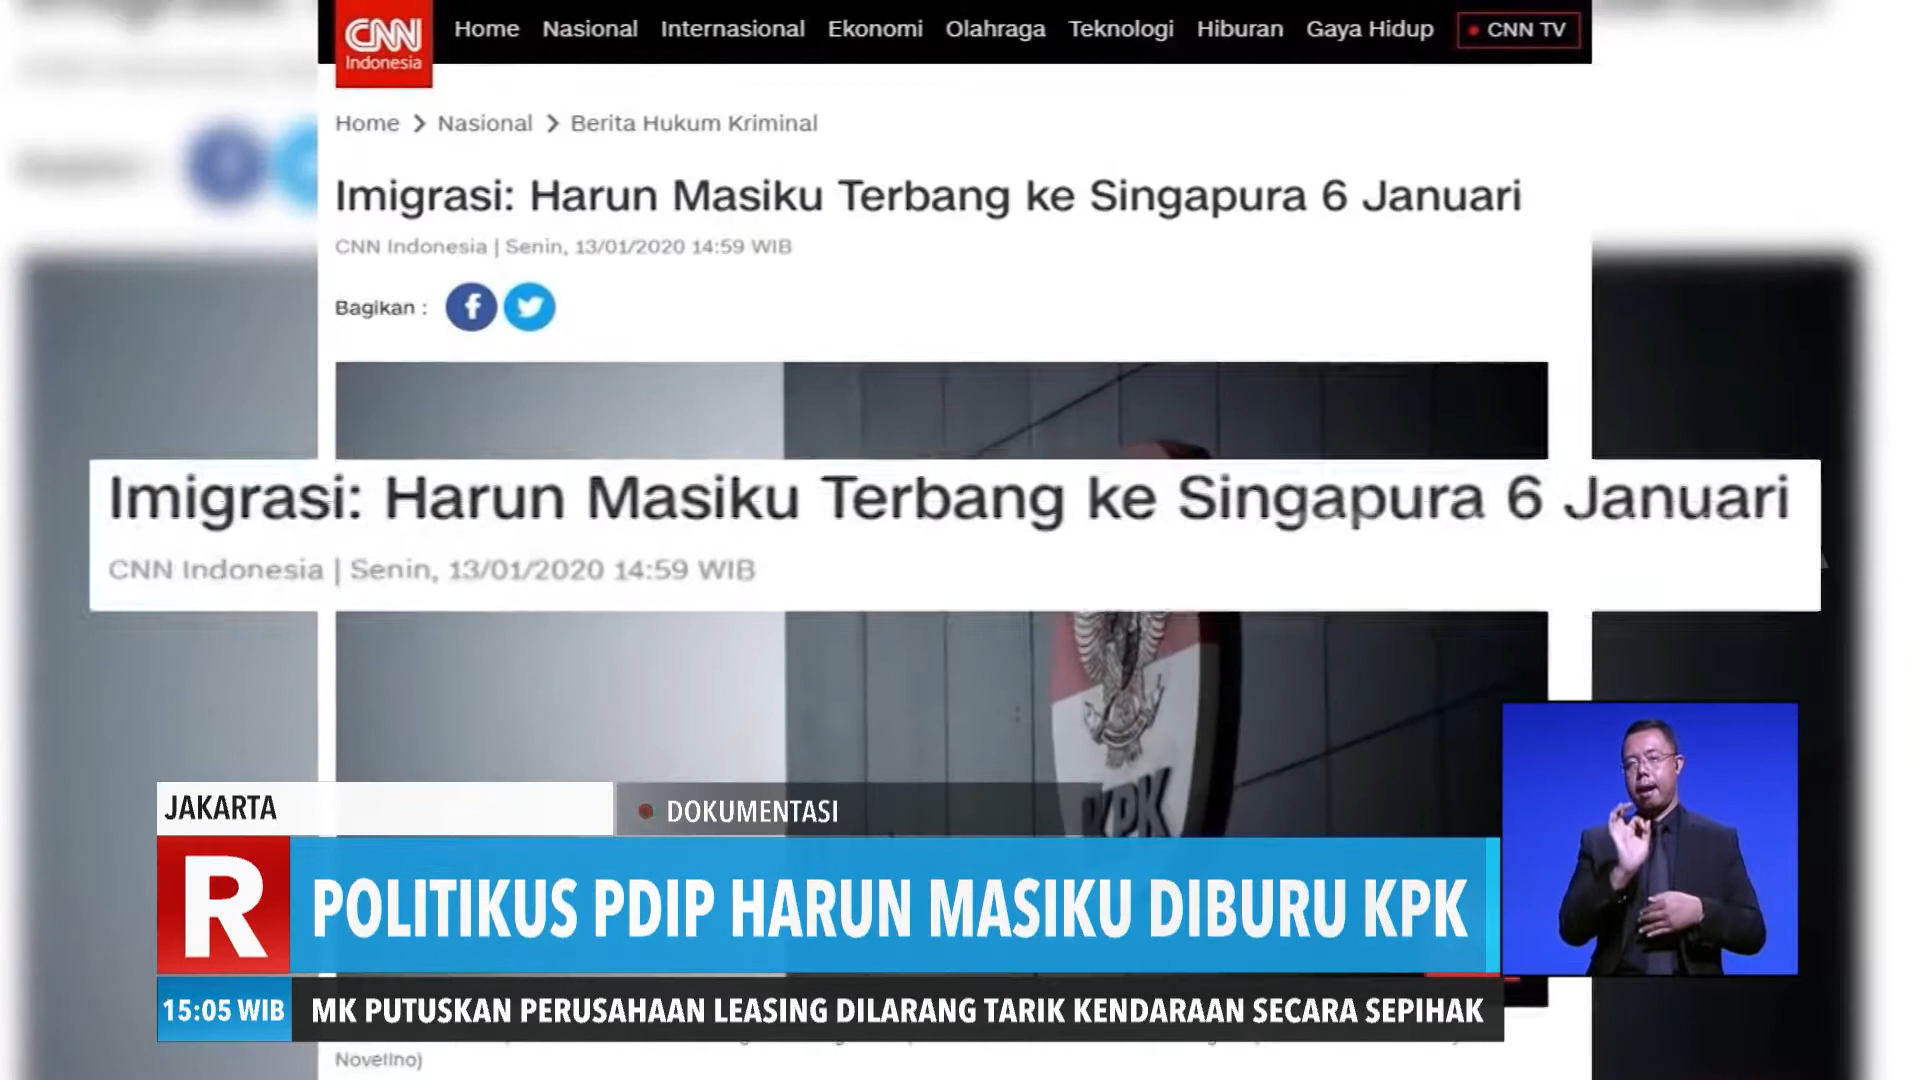 CNN
Indonesia
Home Nasional Internasional Ekonomi Olahraga Teknologi Hiburan Gaya Hidup CNN TV
Home > Nasional > Berita Hukum Kriminal
Imigrasi: Harun Masiku Terbang ke Singapura 6 Januari
CNN Indonesia | Senin, 13/01/2020 14:59 WIB
Bagikan :
Imigrasi: Harun Masiku Terbang ke Singapura 6 Januari
CNN Indonesia | Senin, 13/01/2020 14:59 WIB
KPK
JAKARTA
DOKUMENTASI
R
POLITIKUS PDIP HARUN MASIKU DIBURU KPK
15:05 WIB
MK PUTUSKAN PERUSAHAAN LEASING DILARANG TARIK KENDARAAN SECARA SEPIHAK
Novelino)